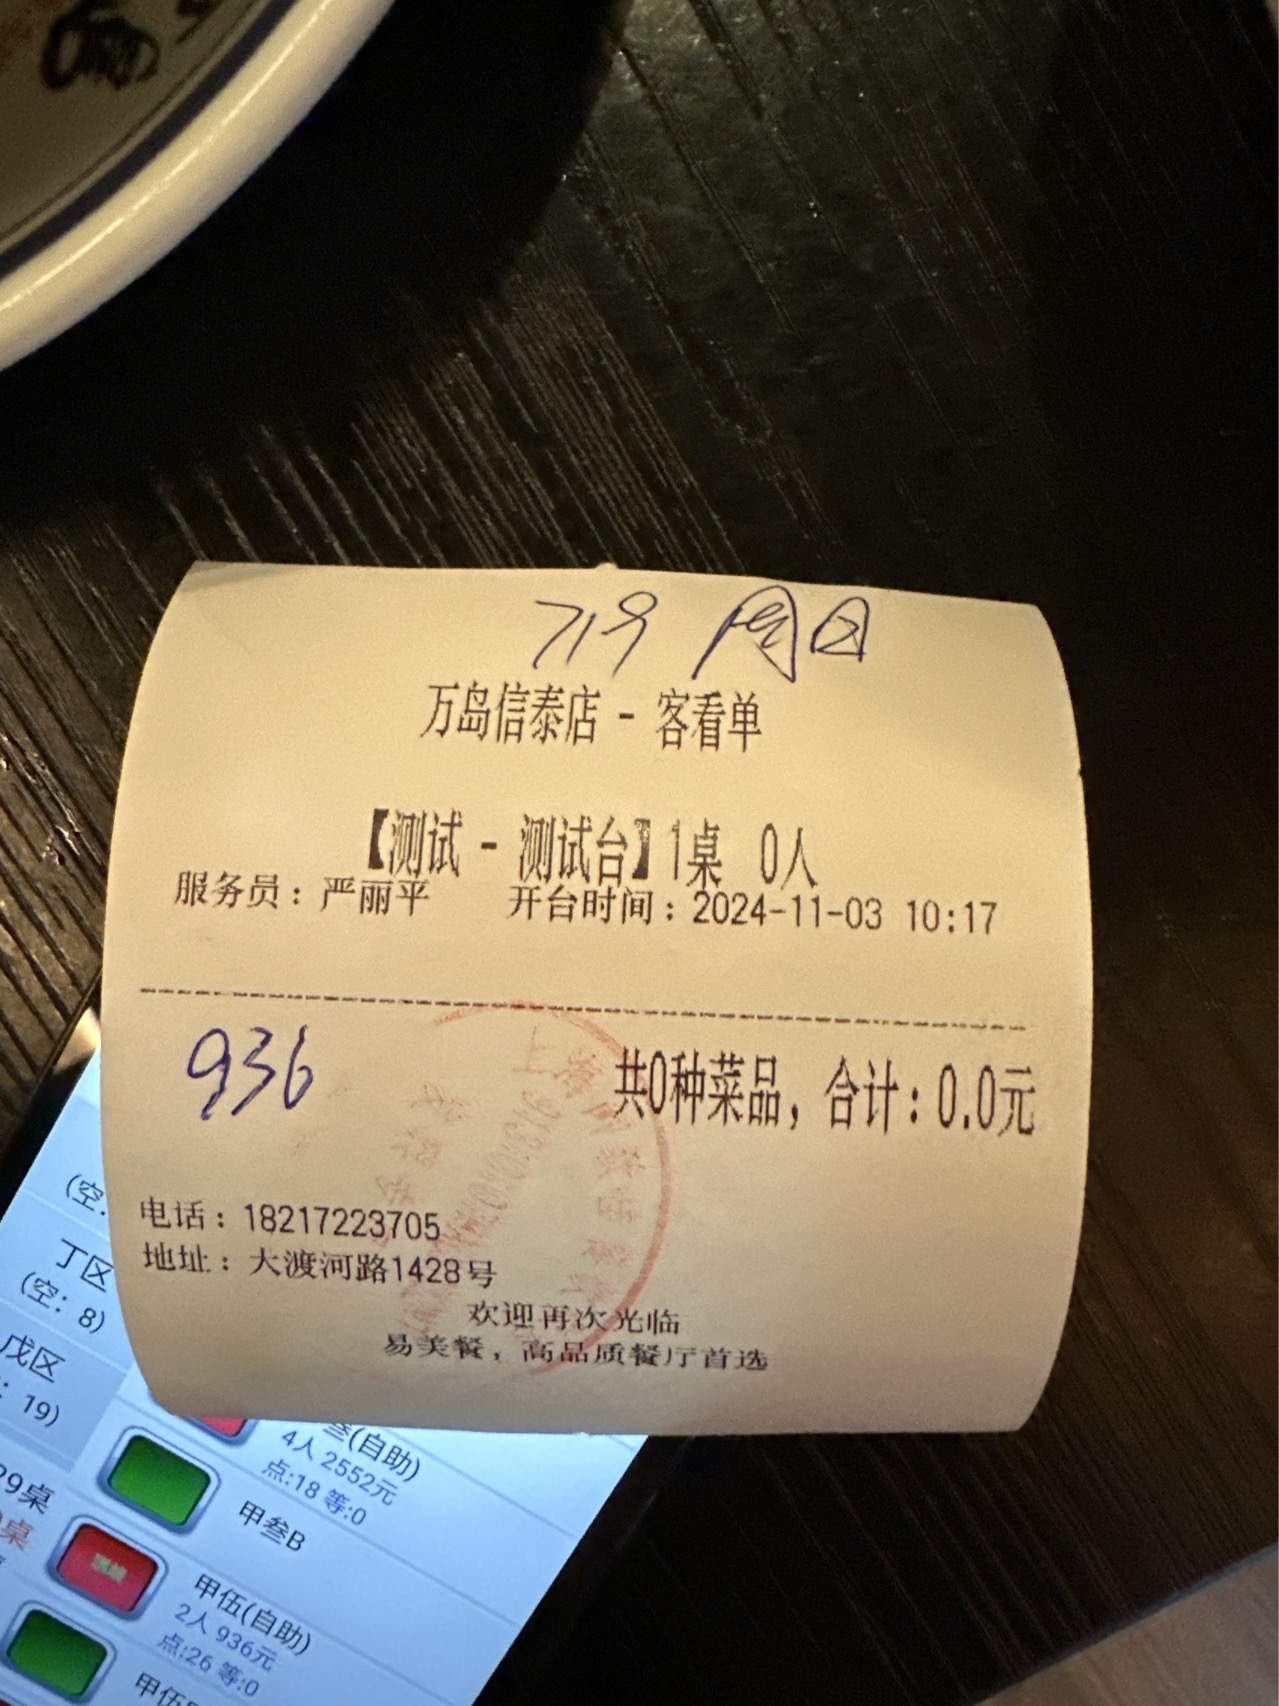 719 周日
万岛信泰店 - 客看单
【测试 - 测试台】1桌 0人
服务员：严丽平 开台时间：2024-11-03 10:17
936
共0种菜品，合计：0.0元
电话：18217223705
地址：大渡河路1428号
欢迎再次光临
易美餐，高品质餐厅首选
(空:
丁区
(空: 8)
戊区
: 19)
29桌
桌
叁(自助)
4人 2552元
点:18 等:0
甲叁B
甲伍(自助)
2人 936元
点:26 等:0
甲伍